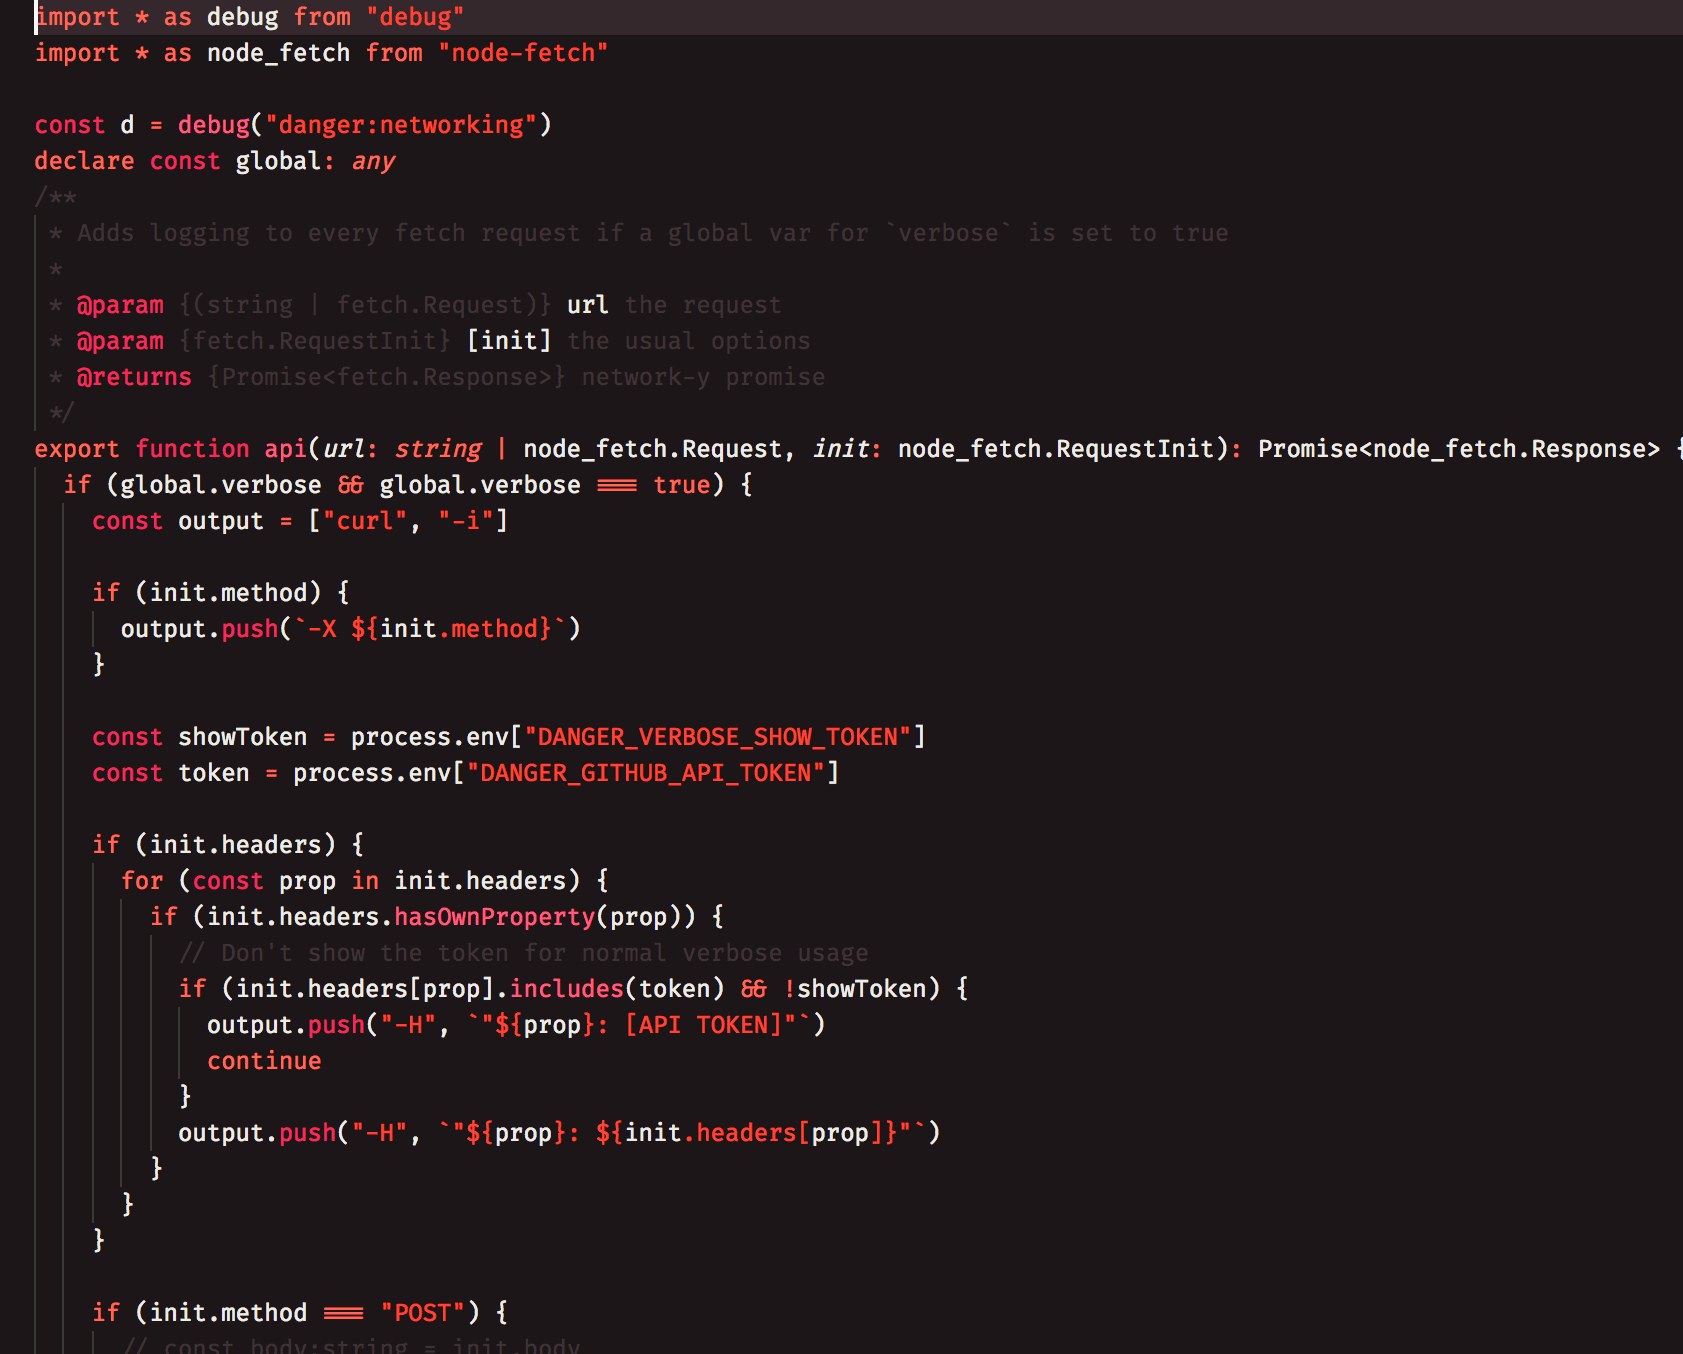 import * as debug from "debug"
import * as node_fetch from "node-fetch"
const d = debug("danger:networking")
declare const global: any
/**
* Adds logging to every fetch request if a global var for `verbose` is set to true
*
* @param {(string | fetch.Request)} url the request
* @param {fetch.RequestInit} [init] the usual options
* @returns {Promise<fetch.Response>} network-y promise
*/
export function api(url: string | node_fetch.Request, init: node_fetch.RequestInit): Promise<node_fetch.Response> {
if (global.verbose && global.verbose === true) {
const output = ["curl", "-i"]
if (init.method) {
output.push(`-X ${init.method}`)
}
const showToken = process.env["DANGER_VERBOSE_SHOW_TOKEN"]
const token = process.env["DANGER_GITHUB_API_TOKEN"]
if (init.headers) {
for (const prop in init.headers) {
if (init.headers.hasOwnProperty(prop)) {
// Don't show the token for normal verbose usage
if (init.headers[prop].includes(token) && !showToken) {
output.push("-H", `"${prop}: [API TOKEN]"`)
continue
}
output.push("-H", `"${prop}: ${init.headers[prop]}"`)
}
}
}
if (init.method === "POST") {
// const body:string = init.body